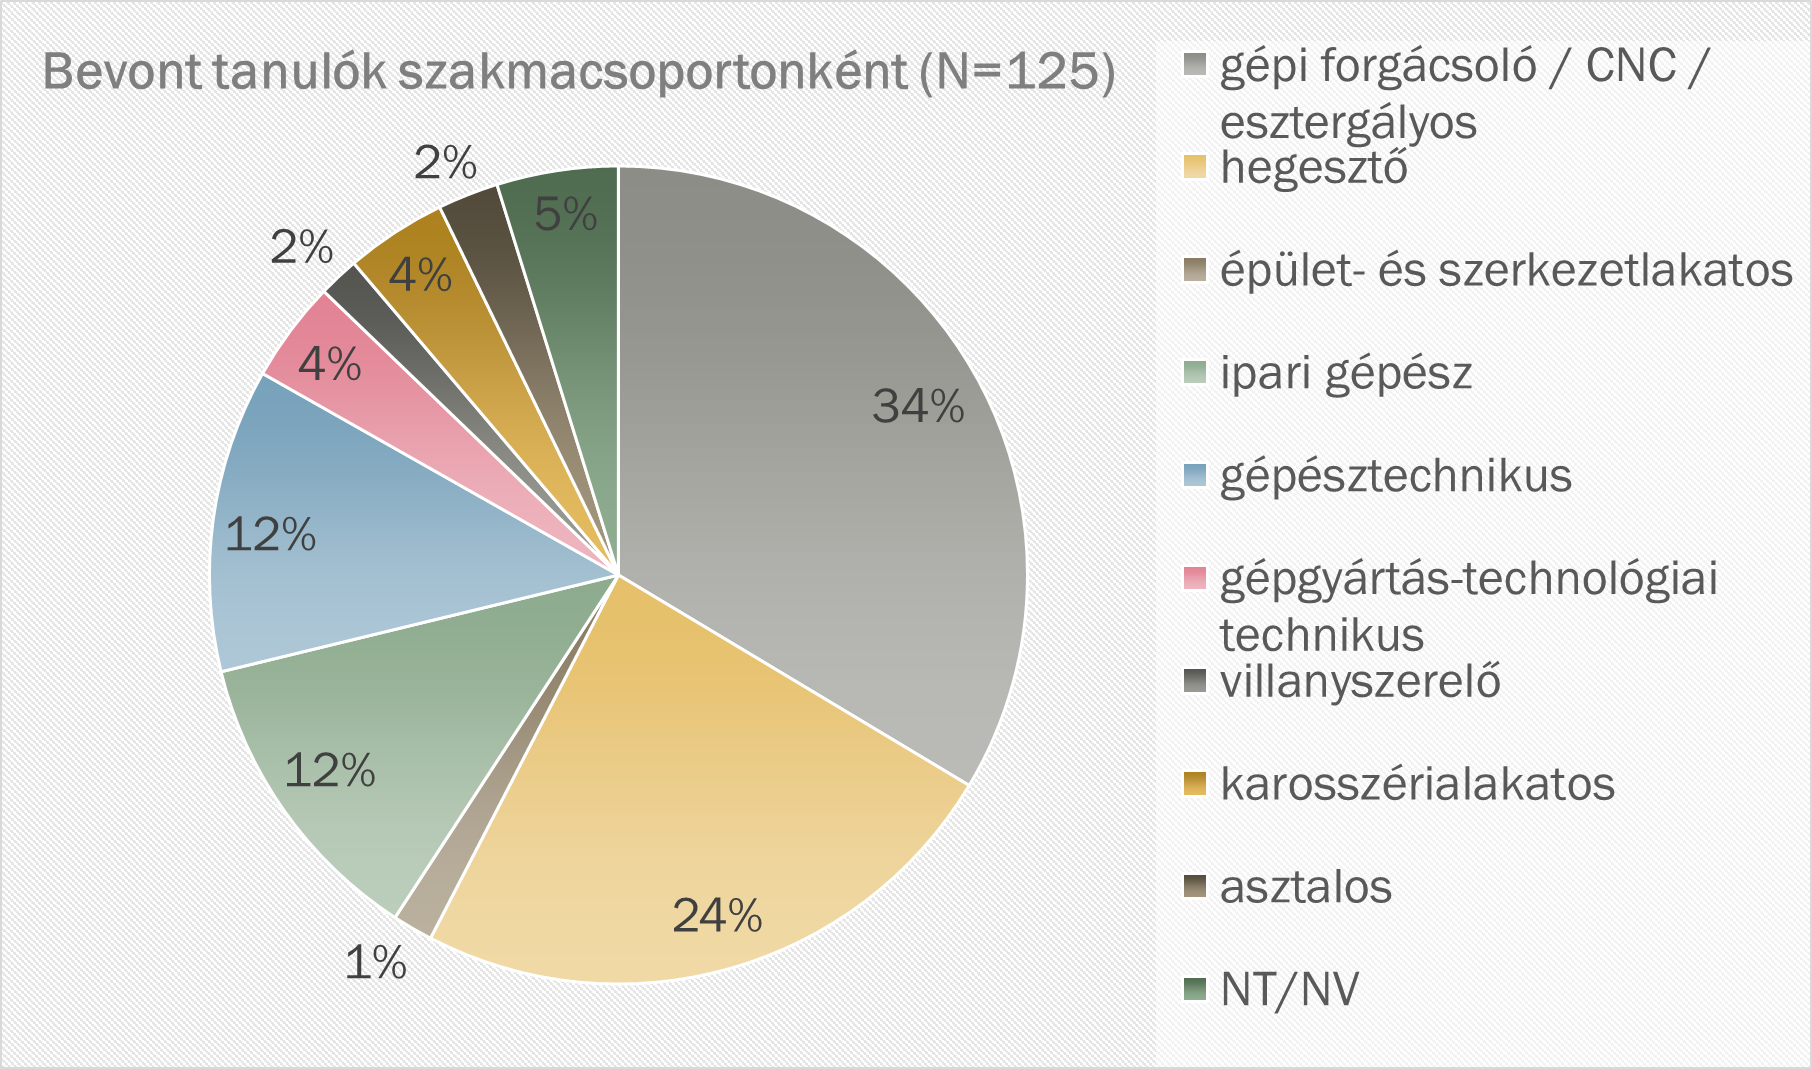 Bevont tanulók szakmacsoportonként (N=125)
2%
5%
2%
4%
4%
34%
12%
12%
24%
1%
gépi forgácsoló / CNC /
esztergályos
hegesztő
épület- és szerkezetlakatos
ipari gépész
gépésztechnikus
gépgyártás-technológiai
technikus
villanyszerelő
karosszérialakatos
asztalos
NT/NV